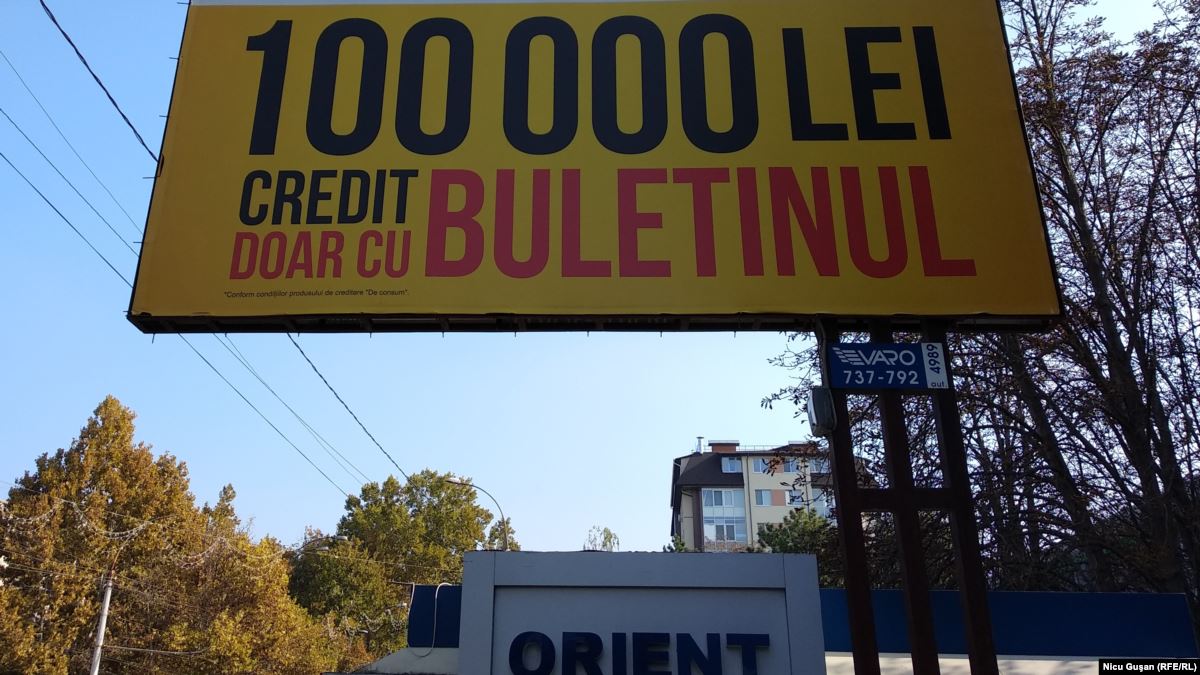 100 000 LEI
CREDIT
DOAR CU BULETINUL
*Conform condițiilor produsului de creditare "De consum".
VARO
737-792
4989
out.
ORIENT
Nicu Gușan (RFE/RL)